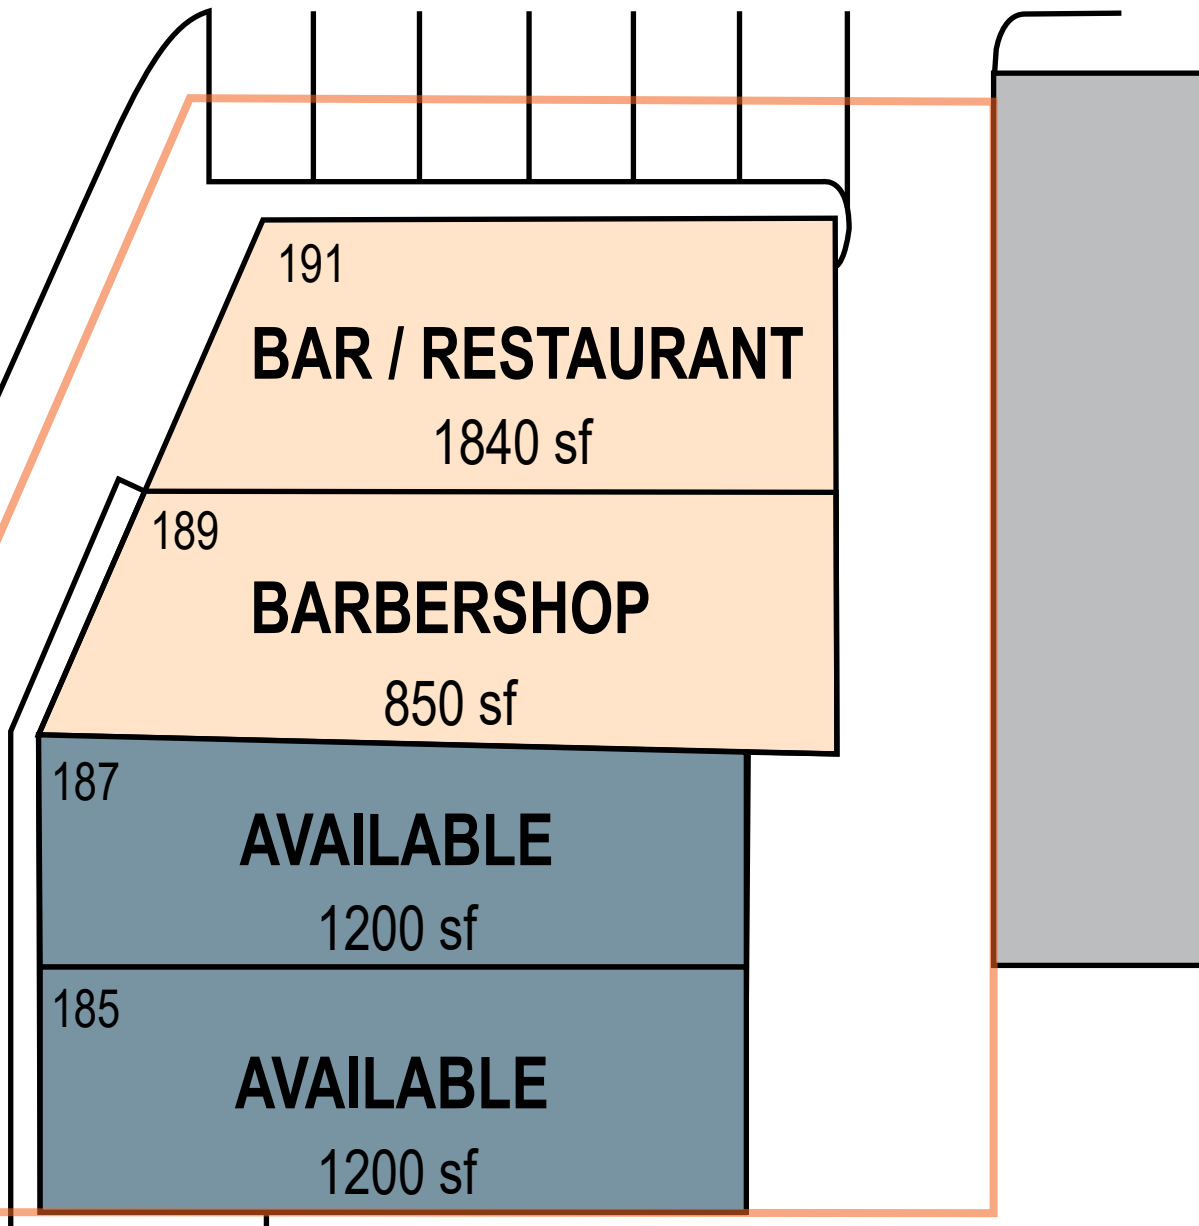 191
BAR / RESTAURANT
1840 sf
189
BARBERSHOP
850 sf
187
AVAILABLE
1200 sf
185
AVAILABLE
1200 sf